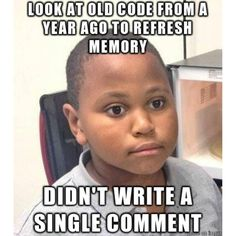 LOOK AT OLD CODE FROM A
YEAR AGO TO REFRESH
MEMORY
DIDN'T WRITE A
SINGLE COMMENT